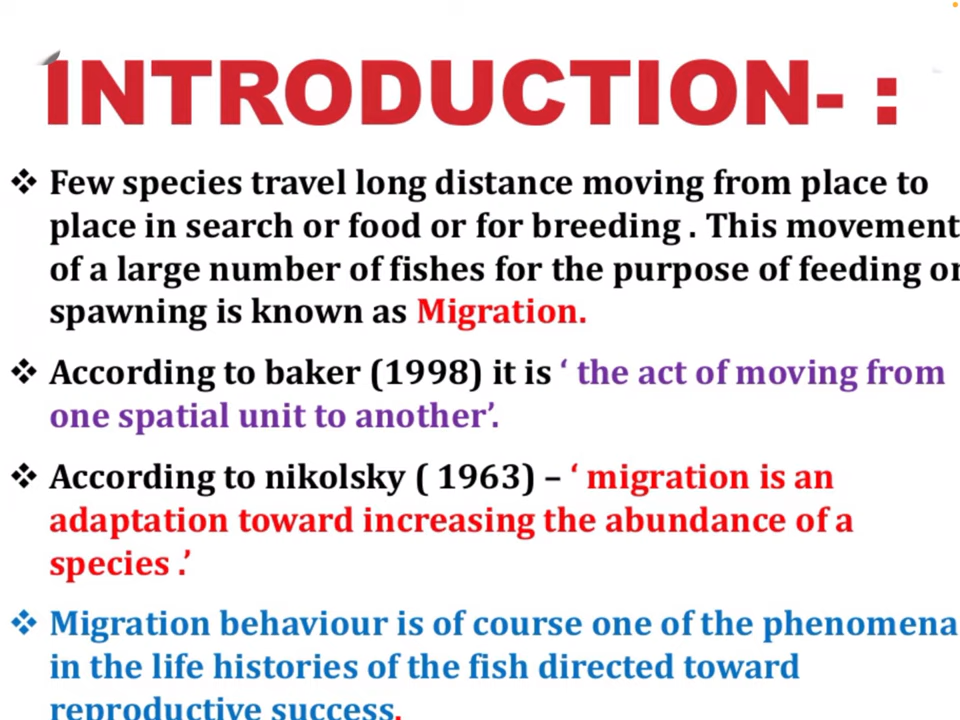 INTRODUCTION- :
❖ Few species travel long distance moving from place to
place in search or food or for breeding . This movement
of a large number of fishes for the purpose of feeding or
spawning is known as Migration.
❖ According to baker (1998) it is ‘ the act of moving from
one spatial unit to another’.
❖ According to nikolsky ( 1963) – ‘ migration is an
adaptation toward increasing the abundance of a
species .’
❖ Migration behaviour is of course one of the phenomena
in the life histories of the fish directed toward
reproductive success.